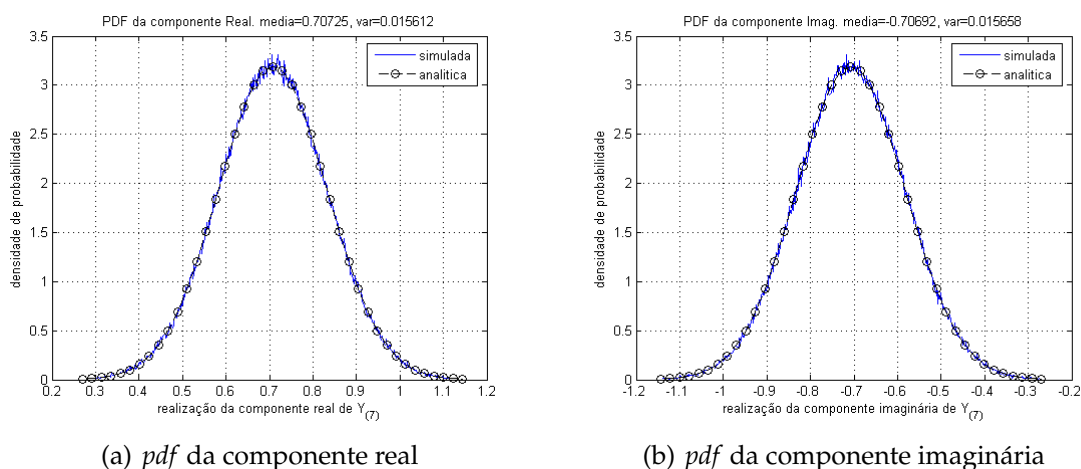 PDF da componente Real. media=0.70725, var=0.015612
3.5
3
2.5
2
1.5
1
0.5
0
densidade de probabilidade
simulada
analitica
0.2 0.3 0.4 0.5 0.6 0.7 0.8 0.9 1 1.1 1.2
realização da componente real de Y(7)
(a) pdf da componente real
PDF da componente Imag. media=-0.70692, var=0.015658
3.5
3
2.5
2
1.5
1
0.5
0
densidade de probabilidade
simulada
analitica
-1.2 -1.1 -1 -0.9 -0.8 -0.7 -0.6 -0.5 -0.4 -0.3 -0.2
realização da componente imaginária de Y(7)
(b) pdf da componente imaginária